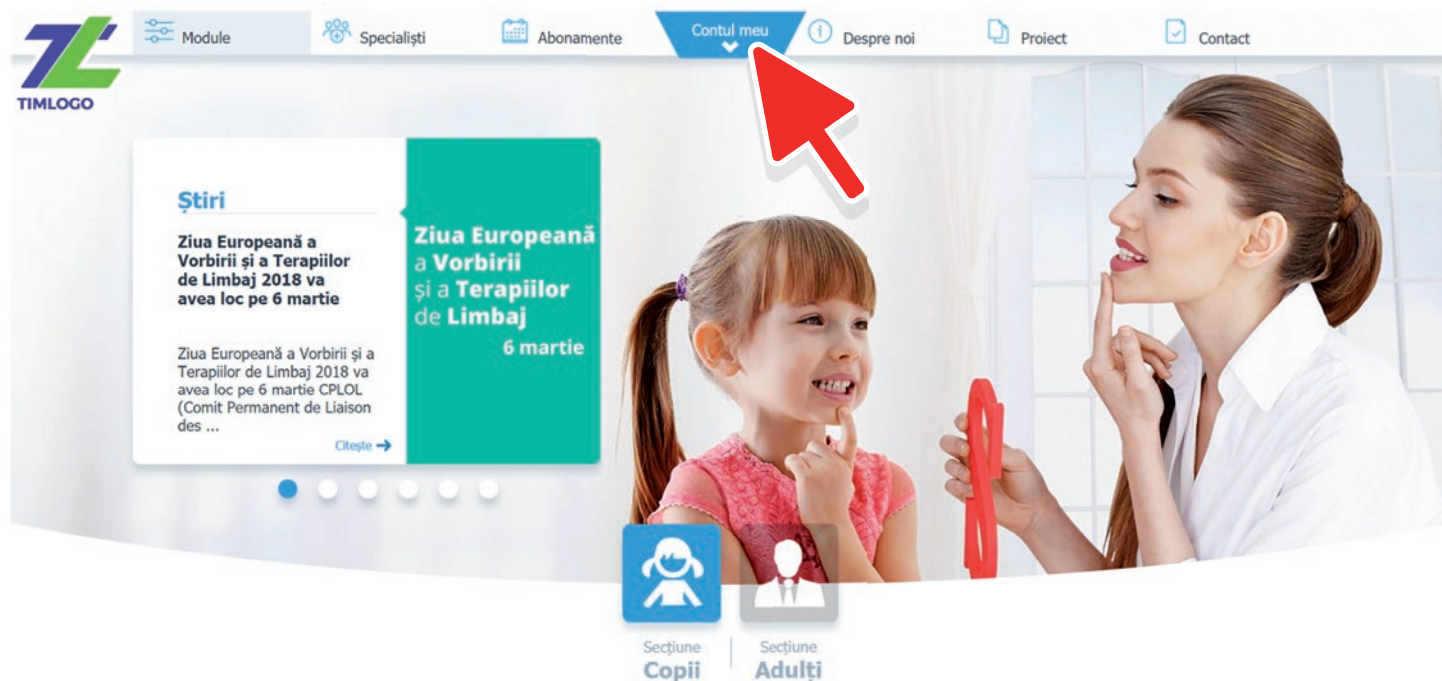 Module
Specialiști
Abonamente
Contul meu
Despre noi
Proiect
Contact
TIMLOGO
Știri
Ziua Europeană a
Vorbirii și a Terapiilor
de Limbaj 2018 va
avea loc pe 6 martie
Ziua Europeană a Vorbirii și a
Terapiilor de Limbaj 2018 va
avea loc pe 6 martie CPLOL
(Comit Permanent de Liaison
des ...
Citește
Ziua Europeană
a Vorbirii
și a Terapiilor
de Limbaj
6 martie
Secțiune
Copii
Secțiune
Adulți